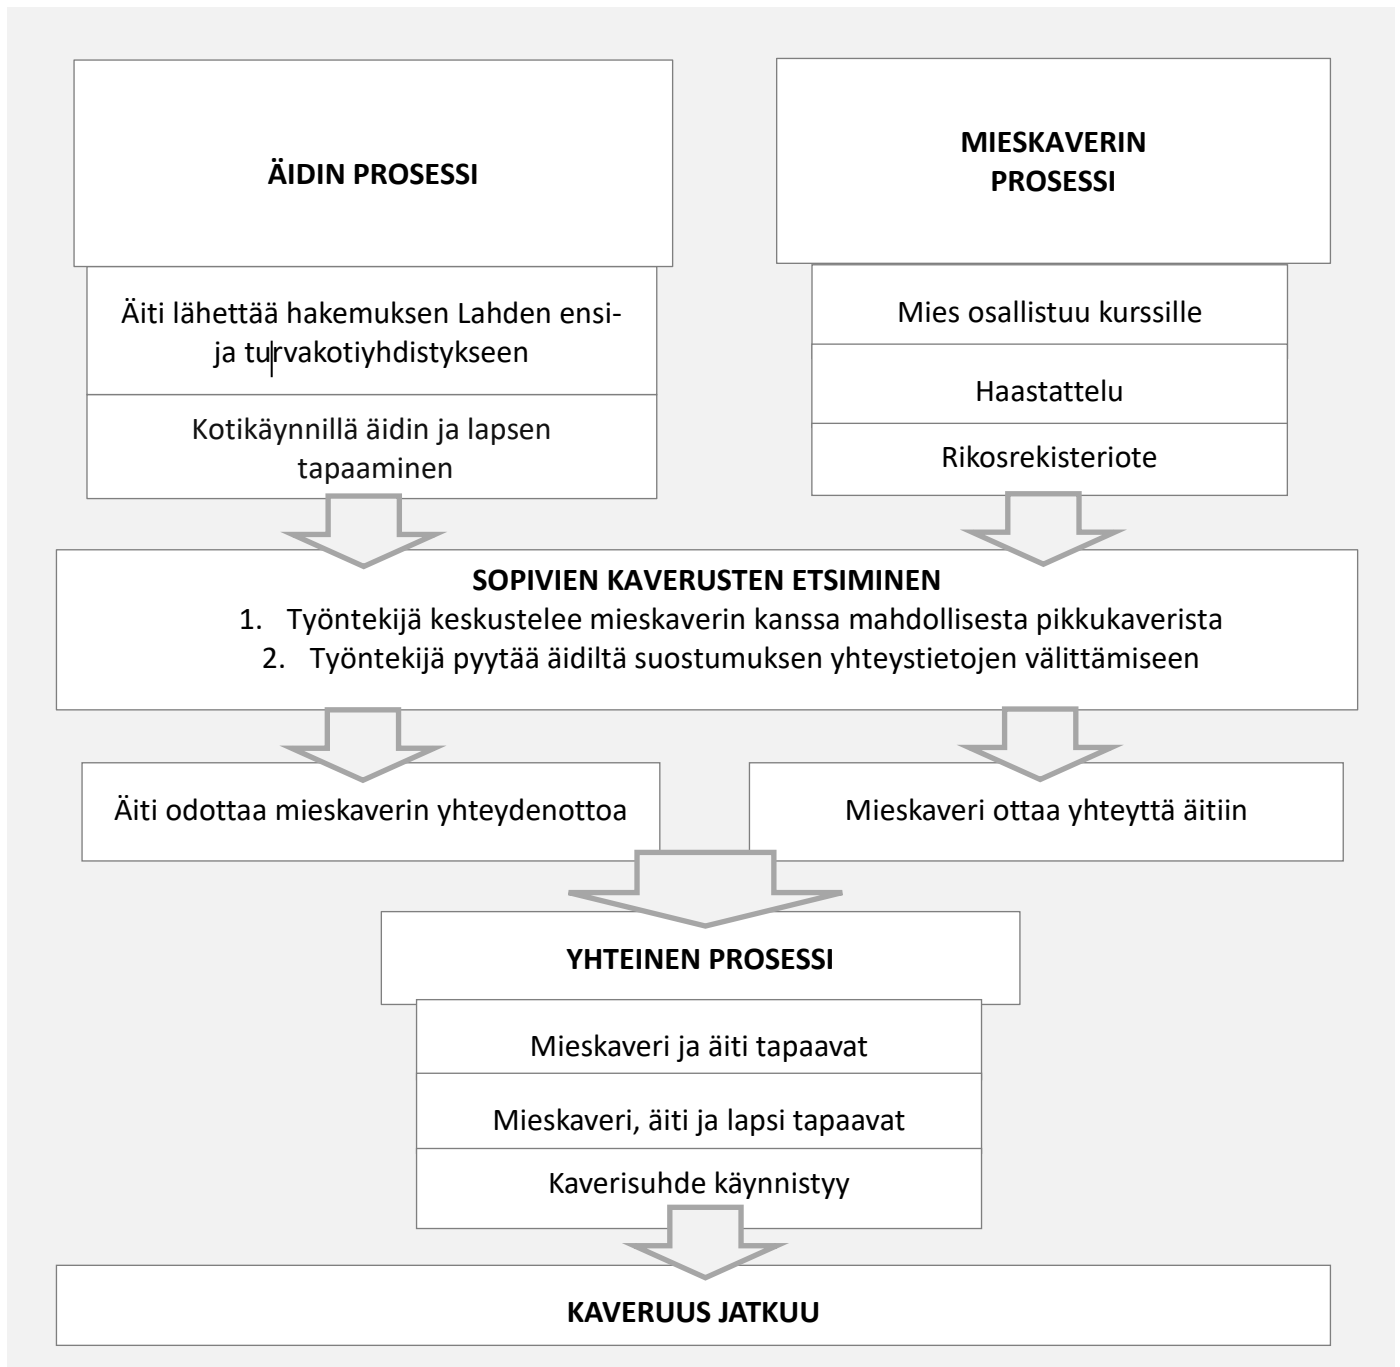 ÄIDIN PROSESSI
Äiti lähettää hakemuksen Lahden ensi-
ja turvakotiyhdistykseen
Kotikäynnillä äidin ja lapsen
tapaaminen
MIESKAVERIN
PROSESSI
Mies osallistuu kurssille
Haastattelu
Rikosrekisteriote
SOPIVIEN KAVERUSTEN ETSIMINEN
1. Työntekijä keskustelee mieskaverin kanssa mahdollisesta pikkukaverista
2. Työntekijä pyytää äidiltä suostumuksen yhteystietojen välittämiseen
Äiti odottaa mieskaverin yhteydenottoa
Mieskaveri ottaa yhteyttä äitiin
YHTEINEN PROSESSI
Mieskaveri ja äiti tapaavat
Mieskaveri, äiti ja lapsi tapaavat
Kaverisuhde käynnistyy
KAVERUUS JATKUU